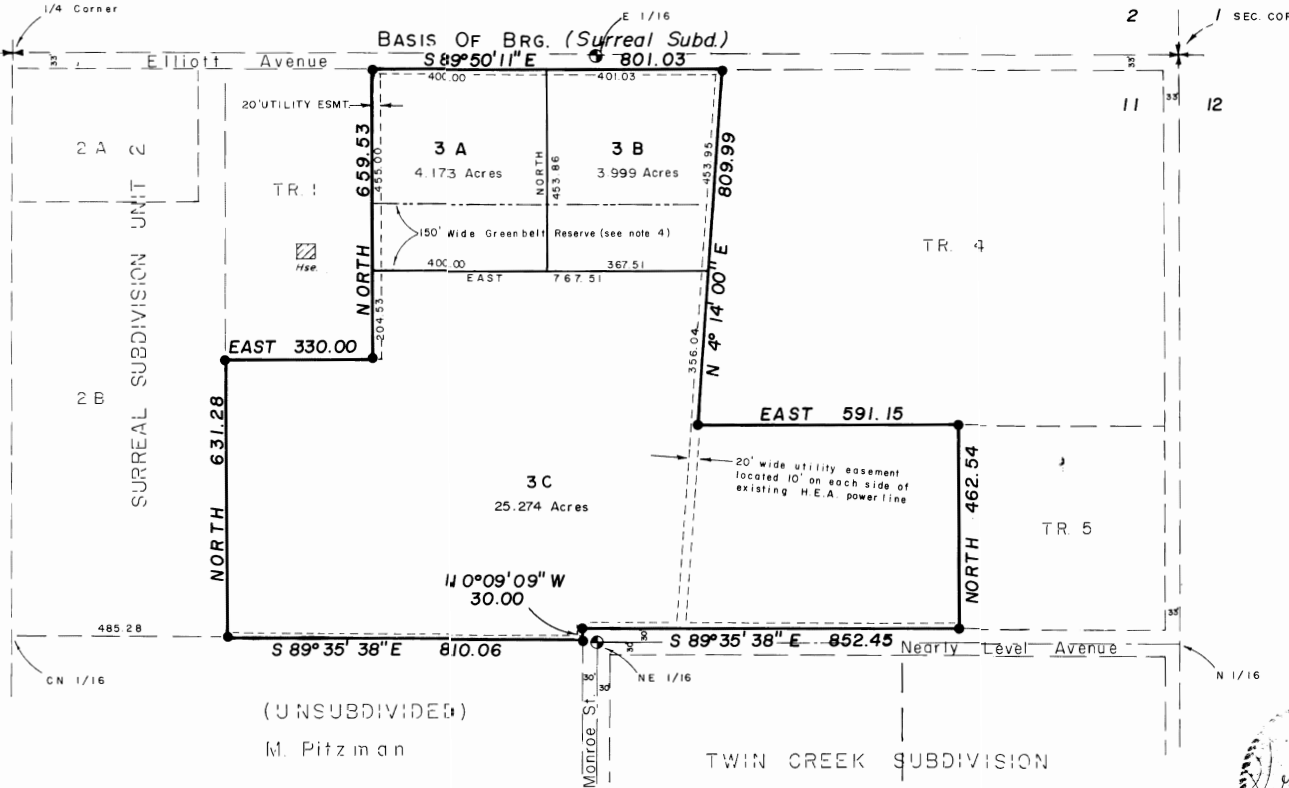 1/4 Corner
E 1/16
2
1 SEC. COR
BASIS OF BRG. (Surreal Subd.)
33'
Elliott Avenue
S 89°50'11" E 801.03
33'
400.00
401.03
20' UTILITY ESMT.
11
33'
12
2 A
SURREAL SUBDIVISION UNIT 2
TR. 1
NORTH 659.53
455.00
3 A
4.173 Acres
NORTH 453.86
3 B
3.999 Acres
453.95
809.99
N 4° 14' 00" E
TR. 4
150' Wide Greenbelt Reserve (see note 4)
Hse.
400.00
367.51
EAST 767.51
204.53
356.04
EAST 330.00
2 B
EAST 591.15
NORTH 631.28
20' wide utility easement
located 10' on each side of
existing H.E.A. powerline
NORTH 462.54
3 C
25.274 Acres
TR. 5
N 0°09'09" W
30.00
33'
485.28
S 89° 35' 38" E 810.06
30'
30'
S 89° 35' 38" E 852.45
Nearly Level Avenue
CN 1/16
30'
30'
NE 1/16
N 1/16
(UNSUBDIVIDED)
M. Pitzman
Monroe St.
TWIN CREEK SUBDIVISION